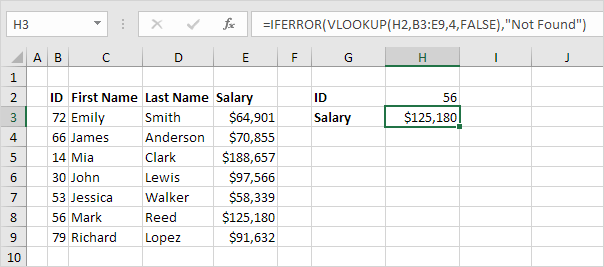 H3 fx =IFERROR(VLOOKUP(H2,B3:E9,4,FALSE),"Not Found")
A B C D E F G H I J
1
2 ID First Name Last Name Salary ID 56
3 72 Emily Smith $64,901 Salary $125,180
4 66 James Anderson $70,855
5 14 Mia Clark $188,657
6 30 John Lewis $97,566
7 53 Jessica Walker $58,339
8 56 Mark Reed $125,180
9 79 Richard Lopez $91,632
10